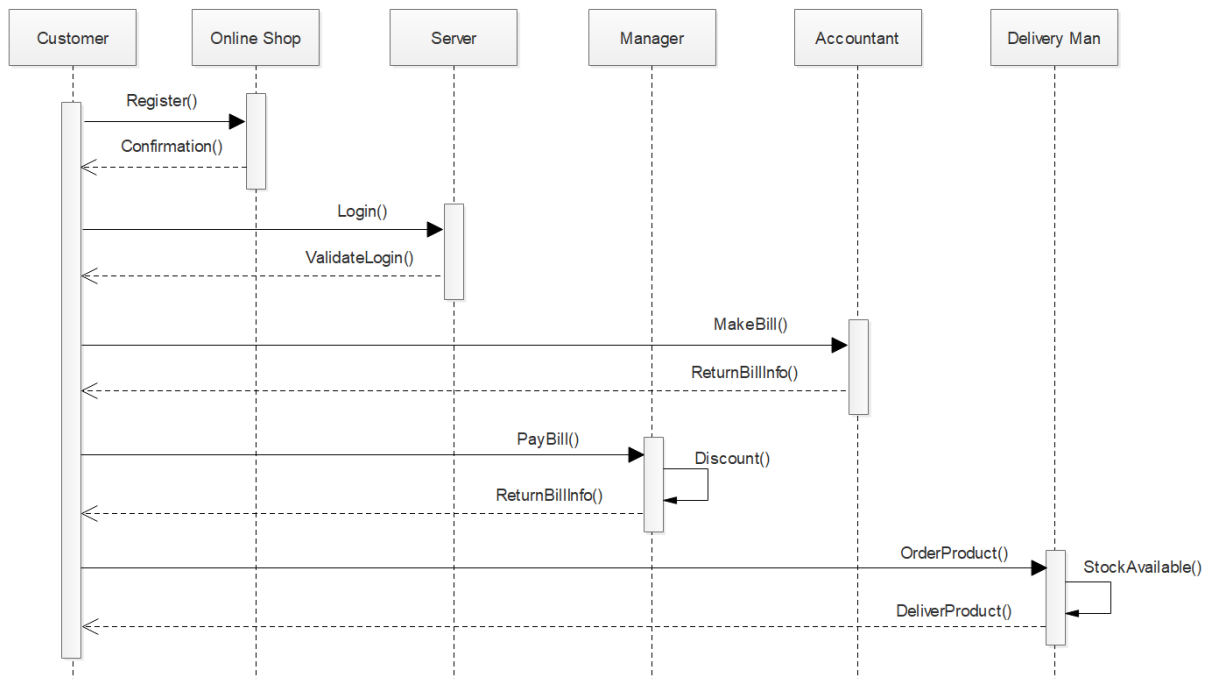 Customer
Online Shop
Server
Manager
Accountant
Delivery Man
Register()
Confirmation()
Login()
ValidateLogin()
MakeBill()
ReturnBillInfo()
PayBill()
Discount()
ReturnBillInfo()
OrderProduct()
StockAvailable()
DeliverProduct()